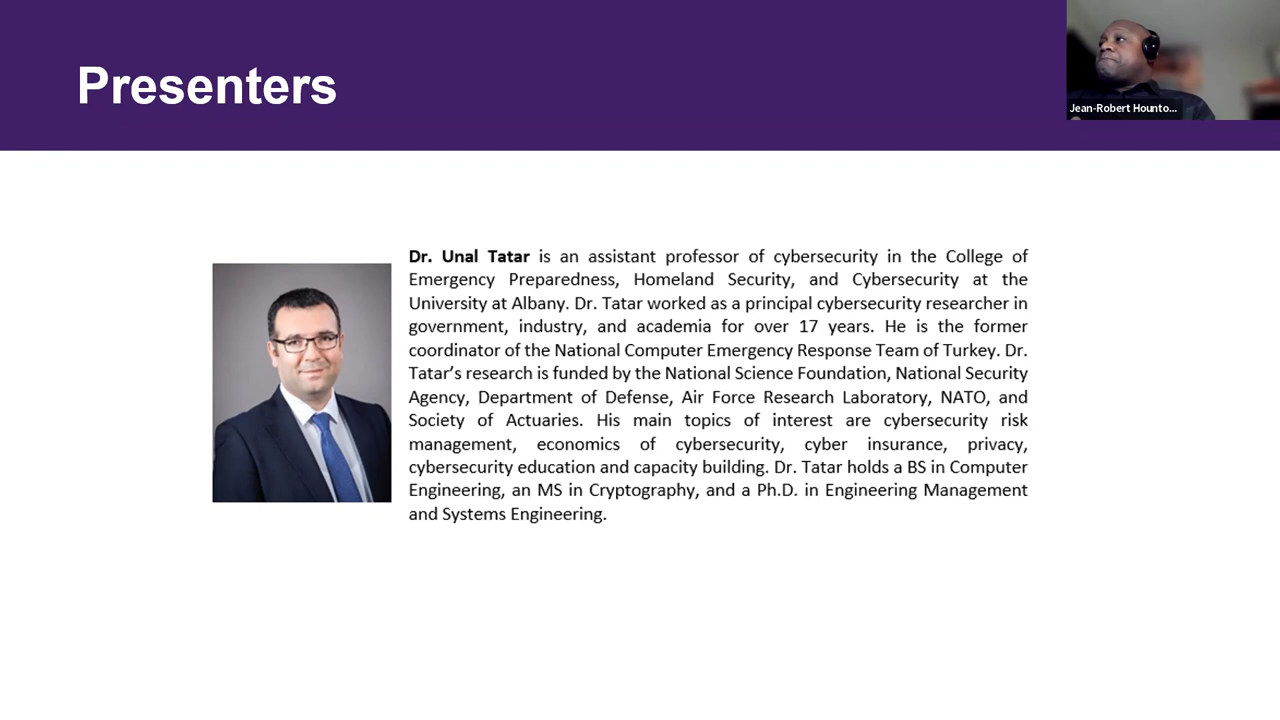 Presenters
Jean-Robert Hounto...
Dr. Unal Tatar is an assistant professor of cybersecurity in the College of
Emergency Preparedness, Homeland Security, and Cybersecurity at the
University at Albany. Dr. Tatar worked as a principal cybersecurity researcher in
government, industry, and academia for over 17 years. He is the former
coordinator of the National Computer Emergency Response Team of Turkey. Dr.
Tatar’s research is funded by the National Science Foundation, National Security
Agency, Department of Defense, Air Force Research Laboratory, NATO, and
Society of Actuaries. His main topics of interest are cybersecurity risk
management, economics of cybersecurity, cyber insurance, privacy,
cybersecurity education and capacity building. Dr. Tatar holds a BS in Computer
Engineering, an MS in Cryptography, and a Ph.D. in Engineering Management
and Systems Engineering.